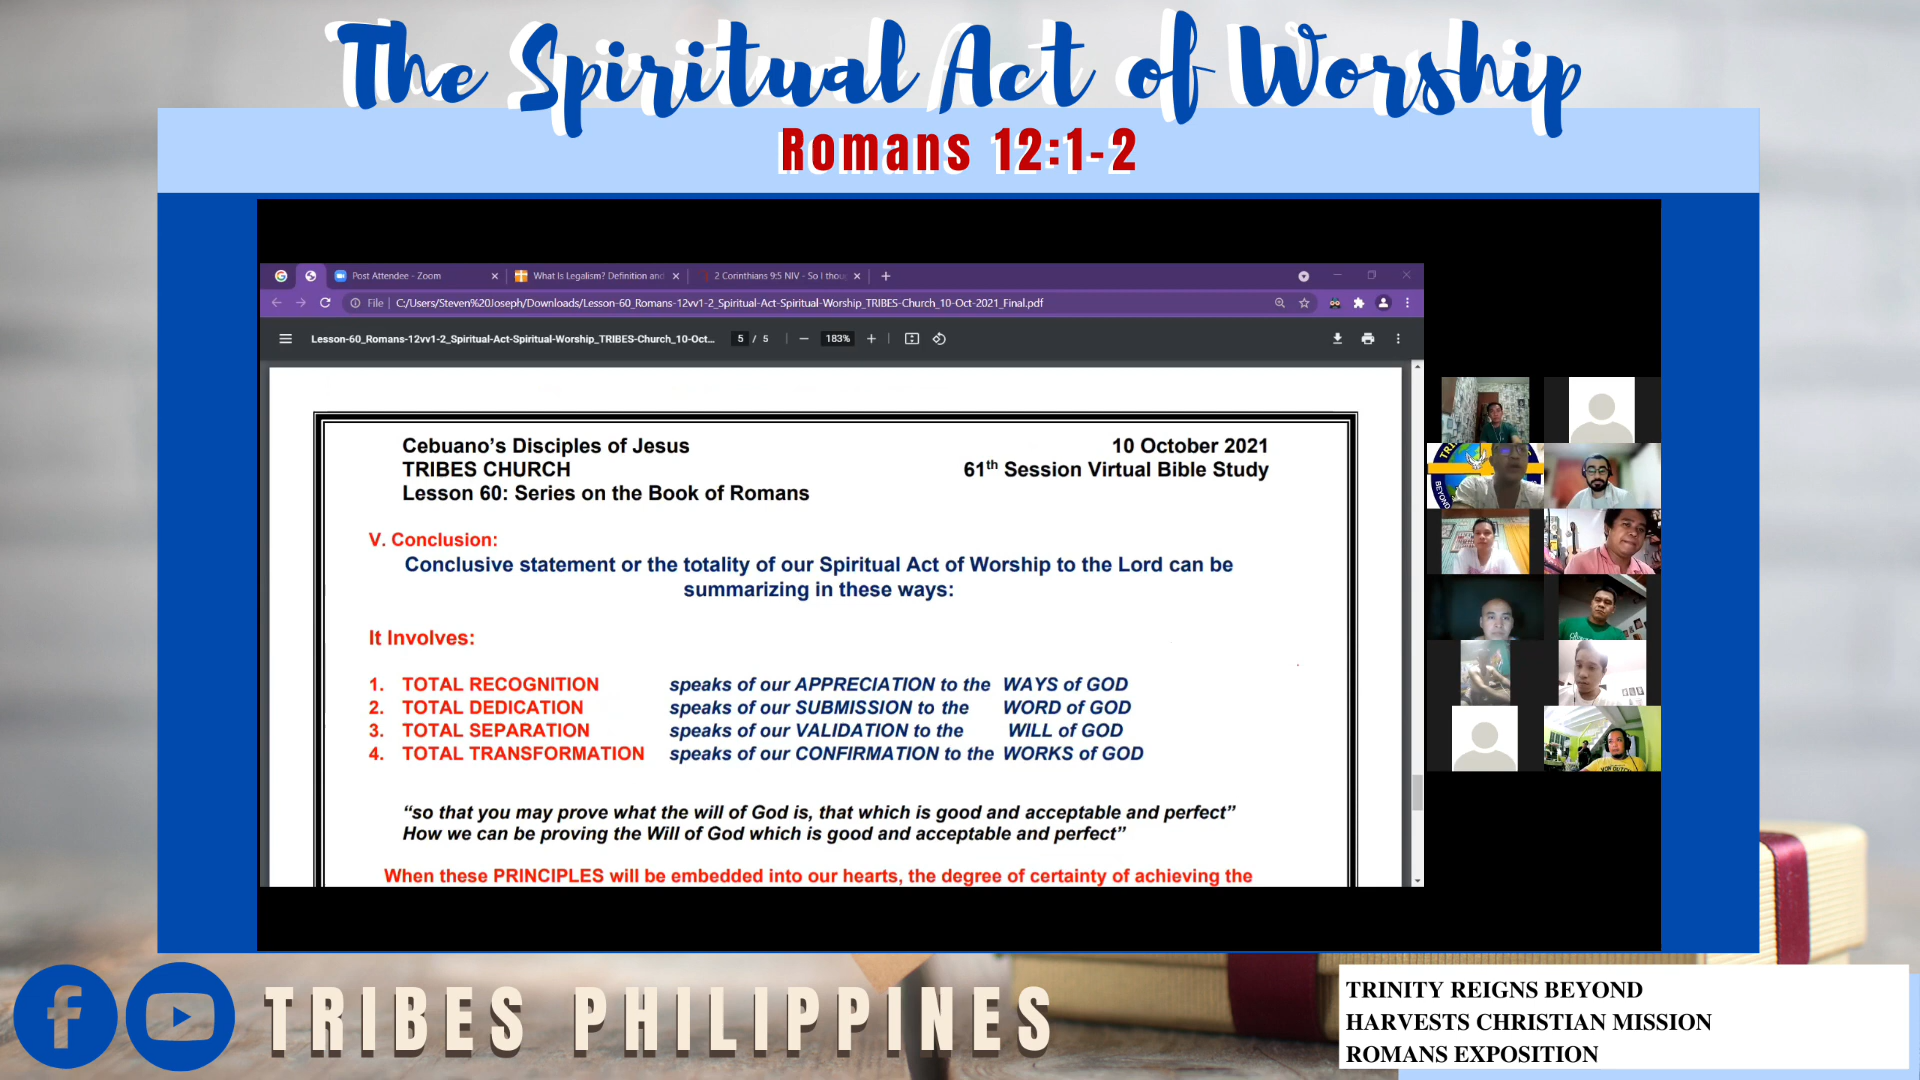 The Spiritual Act of Worship
Romans 12:1-2
Post Attendee - Zoom
What Is Legalism? Definition and
2 Corinthians 9:5 NIV - So I thou
File | C:/Users/Steven%20Joseph/Downloads/Lesson-60_Romans-12vv1-2_Spiritual-Act-Spiritual-Worship_TRIBES-Church_10-Oct-2021_Final.pdf
Lesson-60_Romans-12vv1-2_Spiritual-Act-Spiritual-Worship_TRIBES-Church_10-Oct... 5 / 5 183%
Cebuano's Disciples of Jesus 10 October 2021
TRIBES CHURCH 61th Session Virtual Bible Study
Lesson 60: Series on the Book of Romans
V. Conclusion:
Conclusive statement or the totality of our Spiritual Act of Worship to the Lord can be
summarizing in these ways:
It Involves:
1. TOTAL RECOGNITION speaks of our APPRECIATION to the WAYS of GOD
2. TOTAL DEDICATION speaks of our SUBMISSION to the WORD of GOD
3. TOTAL SEPARATION speaks of our VALIDATION to the WILL of GOD
4. TOTAL TRANSFORMATION speaks of our CONFIRMATION to the WORKS of GOD
“so that you may prove what the will of God is, that which is good and acceptable and perfect”
How we can be proving the Will of God which is good and acceptable and perfect”
When these PRINCIPLES will be embedded into our hearts, the degree of certainty of achieving the
BEYOND
TRIBES PHILIPPINES
TRINITY REIGNS BEYOND
HARVESTS CHRISTIAN MISSION
ROMANS EXPOSITION